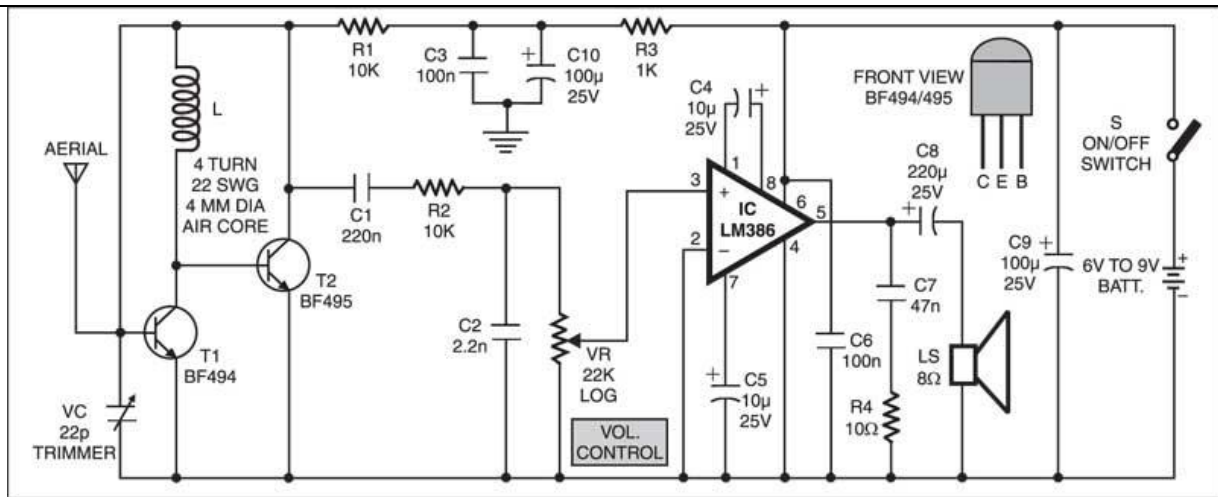 R1
10K
C3
100n
C10
100µ
25V
+
R3
1K
C4
10µ
25V
+
FRONT VIEW
BF494/495
C E B
S
ON/OFF
SWITCH
L
4 TURN
22 SWG
4 MM DIA
AIR CORE
AERIAL
C1
220n
R2
10K
T2
BF495
T1
BF494
VC
22p
TRIMMER
C2
2.2n
VR
22K
LOG
VOL.
CONTROL
1
3
+
8
IC
LM386
6
5
2
–
4
7
+
C5
10µ
25V
C6
100n
C8
220µ
25V
+
C7
47n
R4
10Ω
LS
8Ω
C9
100µ
25V
+
6V TO 9V
BATT.
+
–